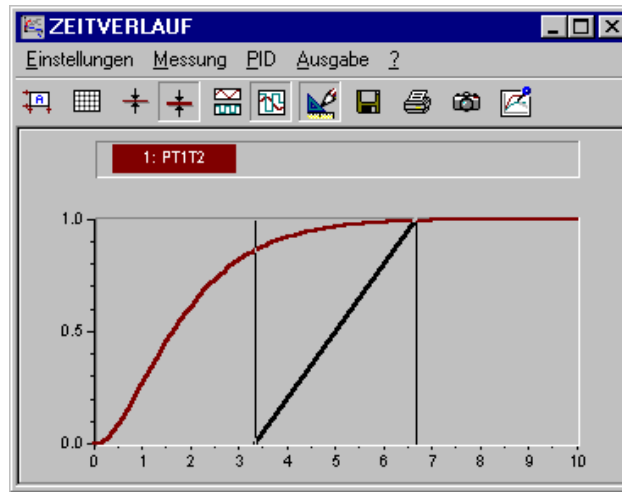 ZEITVERLAUF
Einstellungen Messung PID Ausgabe ?
A
1: PT1T2
1.0
0.5
0.0
0 1 2 3 4 5 6 7 8 9 10